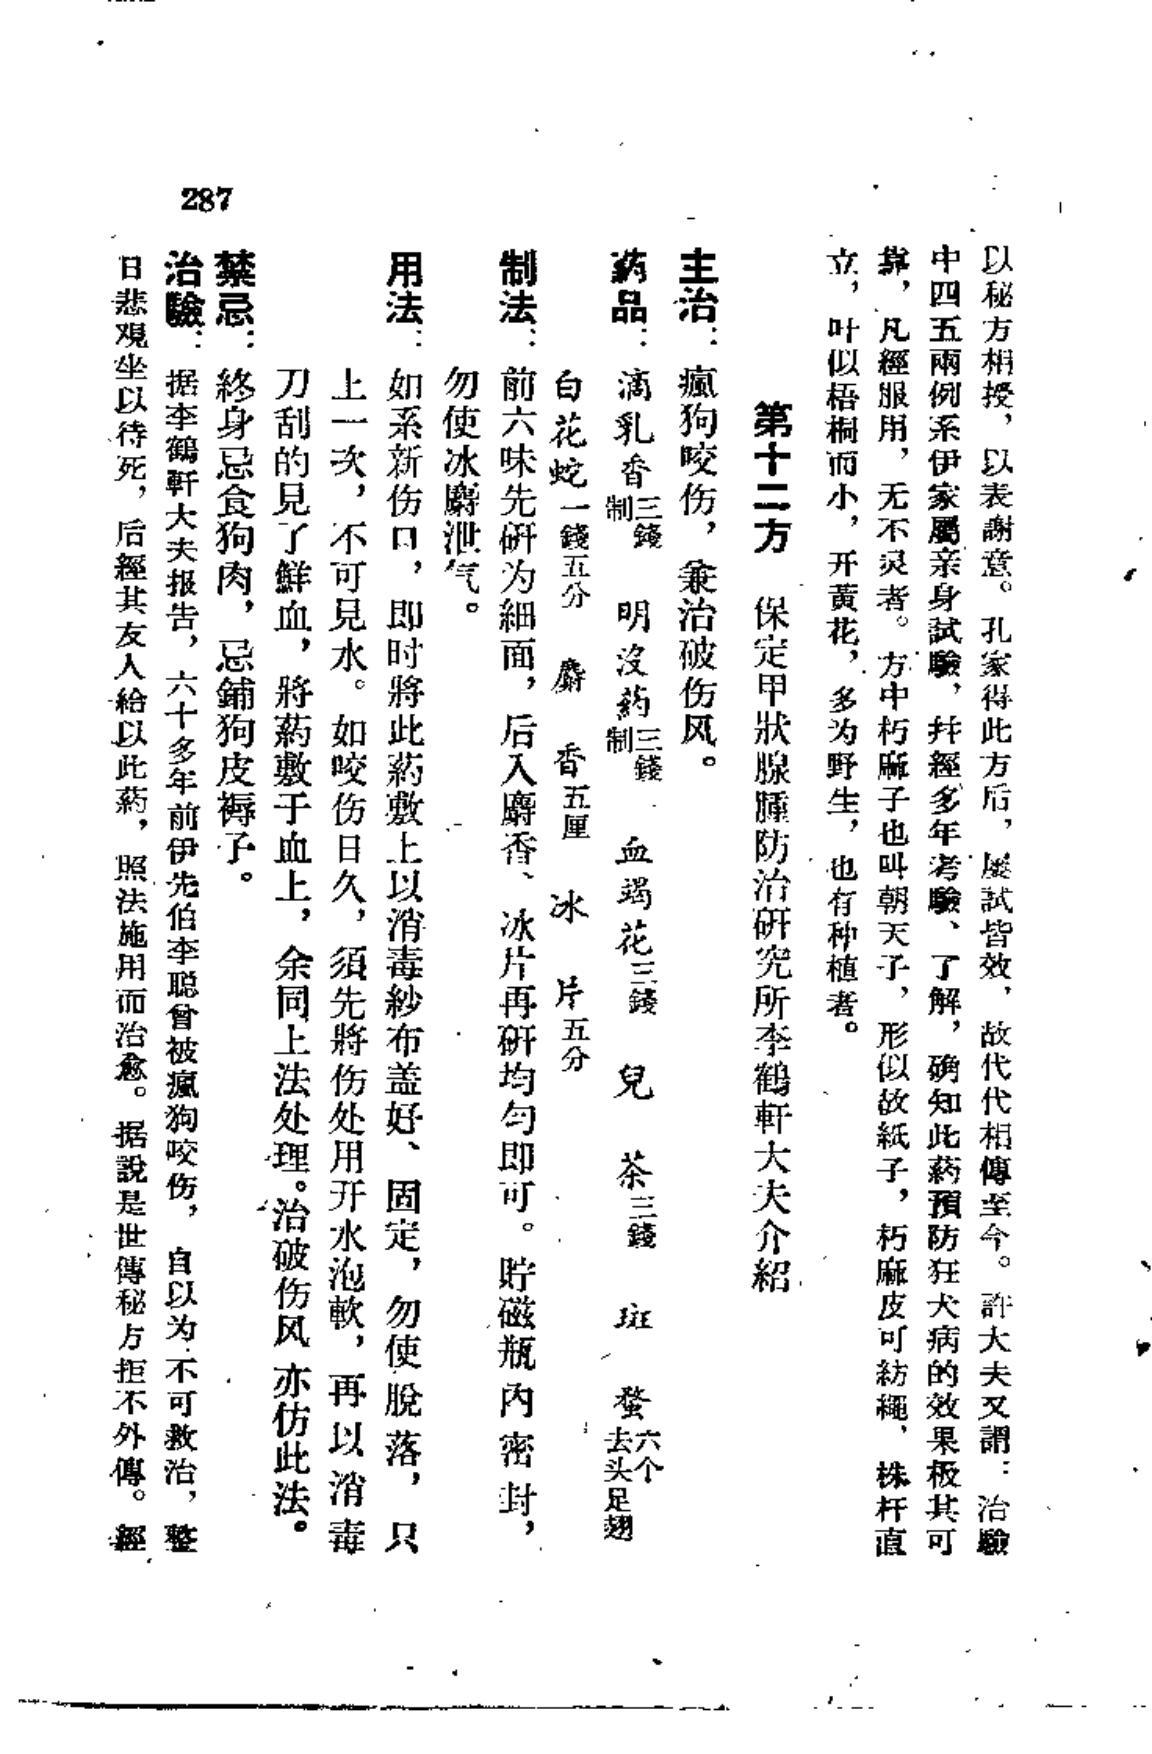 以秘方相授，以表謝意。孔家得此方后，屡試皆效，故代代相傳至今。許大夫又謂：治驗
中四五兩例系伊家屬亲身試驗，幷經多年考驗、了解，确知此葯預防狂犬病的效果极其可
靠，凡經服用，无不灵者。方中朽麻子也叫朝天子，形似故紙子，朽麻皮可紡繩，株杆直
立，叶似梧桐而小，开黃花，多为野生，也有种植者。
第十二方　保定甲狀腺腫防治研究所李鶴軒大夫介紹
主治：瘋狗咬伤，兼治破伤风。
葯品：滴乳香三錢制　明沒葯三錢制　血竭花三錢　兒茶三錢　斑蝥六个去头足翅
白花蛇一錢五分　麝香五厘　冰片五分
制法：前六味先研为細面，后入麝香、冰片再研均匀即可。貯磁瓶內密封，
勿使冰麝泄气。
用法：如系新伤口，即时將此葯敷上以消毒紗布盖好、固定，勿使脫落，只
上一次，不可見水。如咬伤日久，須先將伤处用开水泡軟，再以消毒
刀刮的見了鮮血，將葯敷于血上，余同上法处理。治破伤风亦仿此法。
禁忌：終身忌食狗肉，忌鋪狗皮褥子。
治驗：据李鶴軒大夫报告，六十多年前伊先伯李聪曾被瘋狗咬伤，自以为不可救治，整
日悲观坐以待死，后經其友人給以此葯，照法施用而治愈。据說是世傳秘方拒不外傳。經
287